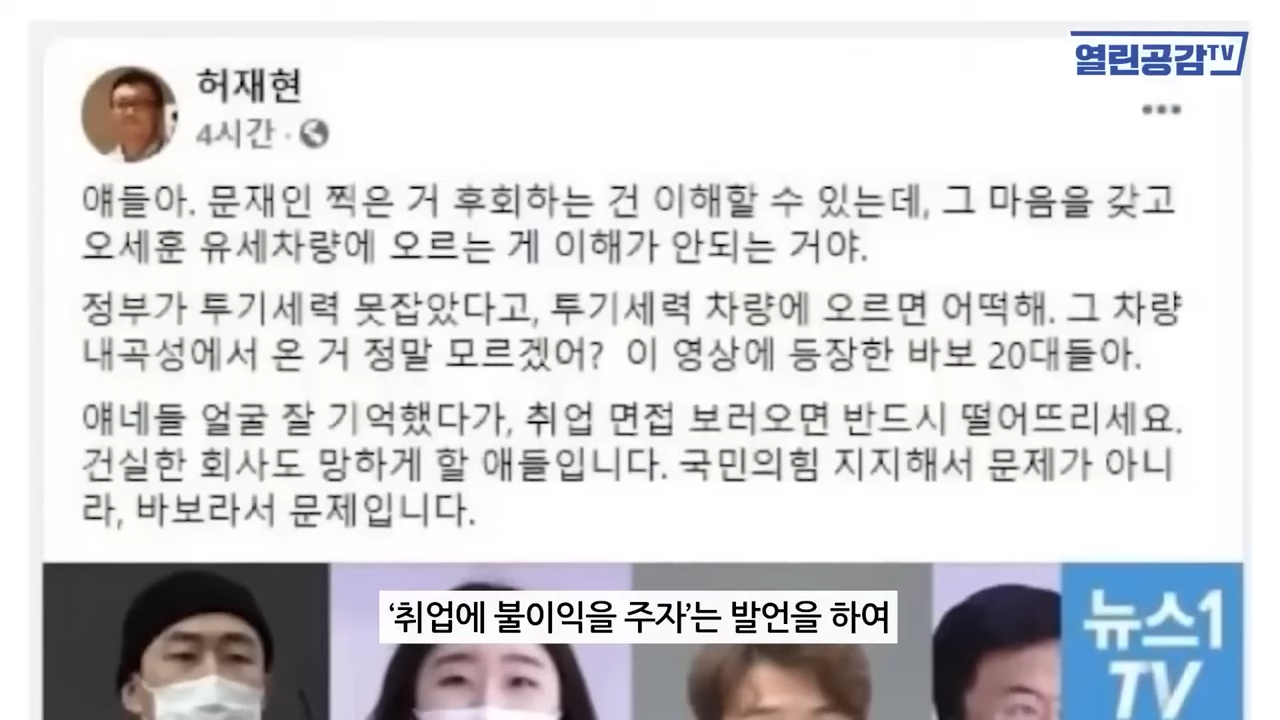 열린공감TV
허재현
4시간 ·
얘들아. 문재인 찍은 거 후회하는 건 이해할 수 있는데, 그 마음을 갖고
오세훈 유세차량에 오르는 게 이해가 안되는 거야.
정부가 투기세력 못잡았다고, 투기세력 차량에 오르면 어떡해. 그 차량
내곡성에서 온 거 정말 모르겠어? 이 영상에 등장한 바보 20대들아.
얘네들 얼굴 잘 기억했다가, 취업 면접 보러오면 반드시 떨어뜨리세요.
건실한 회사도 망하게 할 애들입니다. 국민의힘 지지해서 문제가 아니
라, 바보라서 문제입니다.
‘취업에 불이익을 주자’는 발언을 하여
뉴스1
TV